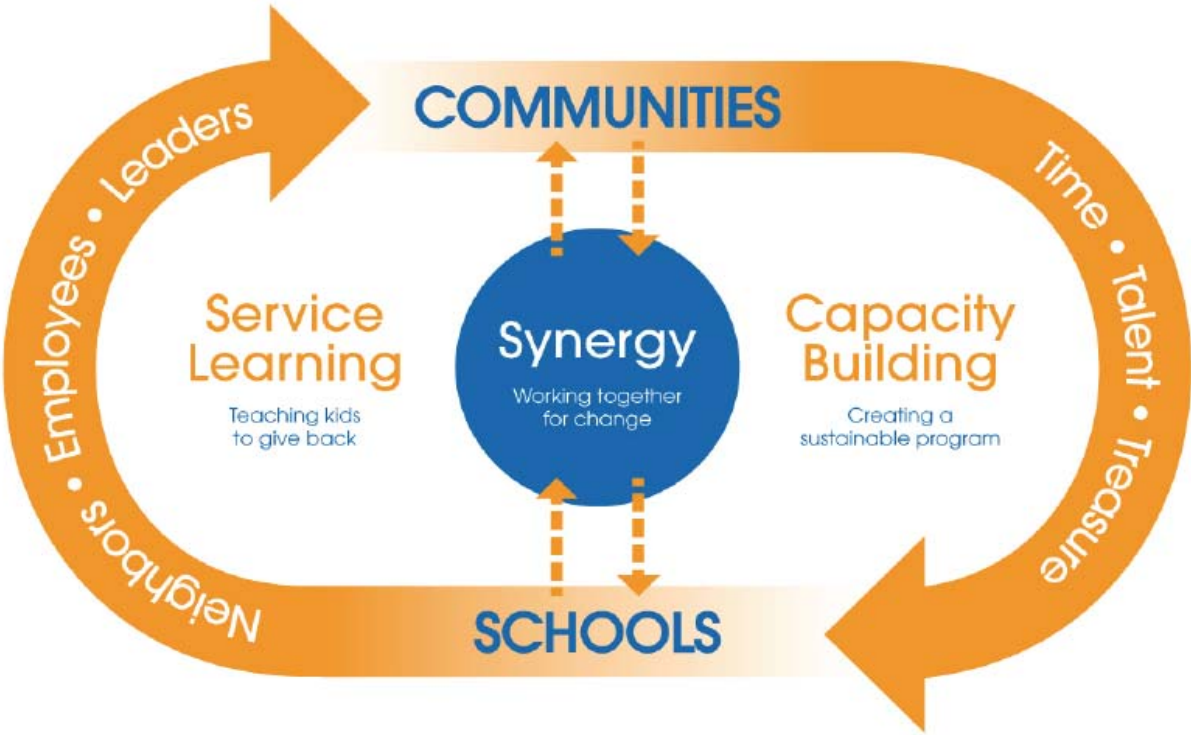 COMMUNITIES
Neighbors • Employees • Leaders
Time • Talent • Treasure
Service
Learning
Teaching kids
to give back
Synergy
Working together
for change
Capacity
Building
Creating a
sustainable program
SCHOOLS